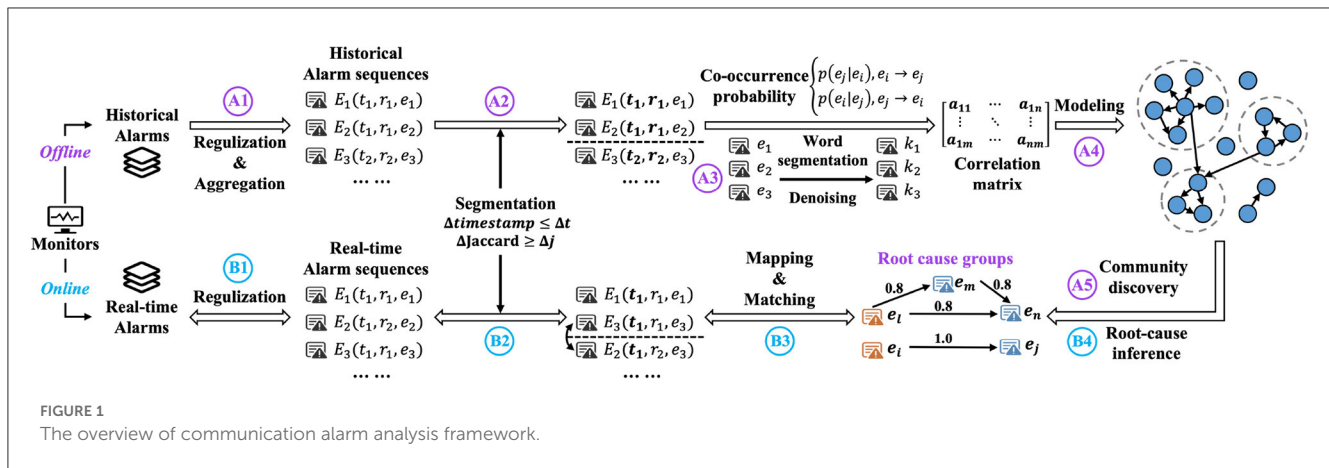 Offline
Monitors
Online
Historical
Alarms
Real-time
Alarms
A1
Regulization
&
Aggregation
B1
Regulization
Historical
Alarm sequences
E₁(t₁, r₁, e₁)
E₂(t₁, r₁, e₂)
E₃(t₂, r₂, e₃)
... ...
Real-time
Alarm sequences
E₁(t₁, r₁, e₁)
E₂(t₁, r₂, e₂)
E₃(t₁, r₁, e₃)
... ...
A2
Segmentation
Δtimestamp ≤ Δt
ΔJaccard ≥ Δj
B2
E₁(t₁, r₁, e₁)
E₂(t₁, r₁, e₂)
E₃(t₂, r₂, e₃)
... ...
E₁(t₁, r₁, e₁)
E₃(t₁, r₁, e₃)
E₂(t₁, r₂, e₃)
... ...
Co-occurrence
probability
p(eⱼ|eᵢ), eᵢ → eⱼ
p(eᵢ|eⱼ), eⱼ → eᵢ
A3
e₁
e₂
e₃
Word
segmentation
Denoising
k₁
k₂
k₃
a₁₁ ⋯ a₁ₙ
⋮ ⋱ ⋮
a₁ₘ ⋯ aₙₘ
Correlation
matrix
Modeling
A4
Mapping
&
Matching
B3
Root cause groups
0.8 eₘ 0.8
eₗ 0.8 eₙ
eᵢ 1.0 eⱼ
A5
Community
discovery
B4
Root-cause
inference
FIGURE 1
The overview of communication alarm analysis framework.